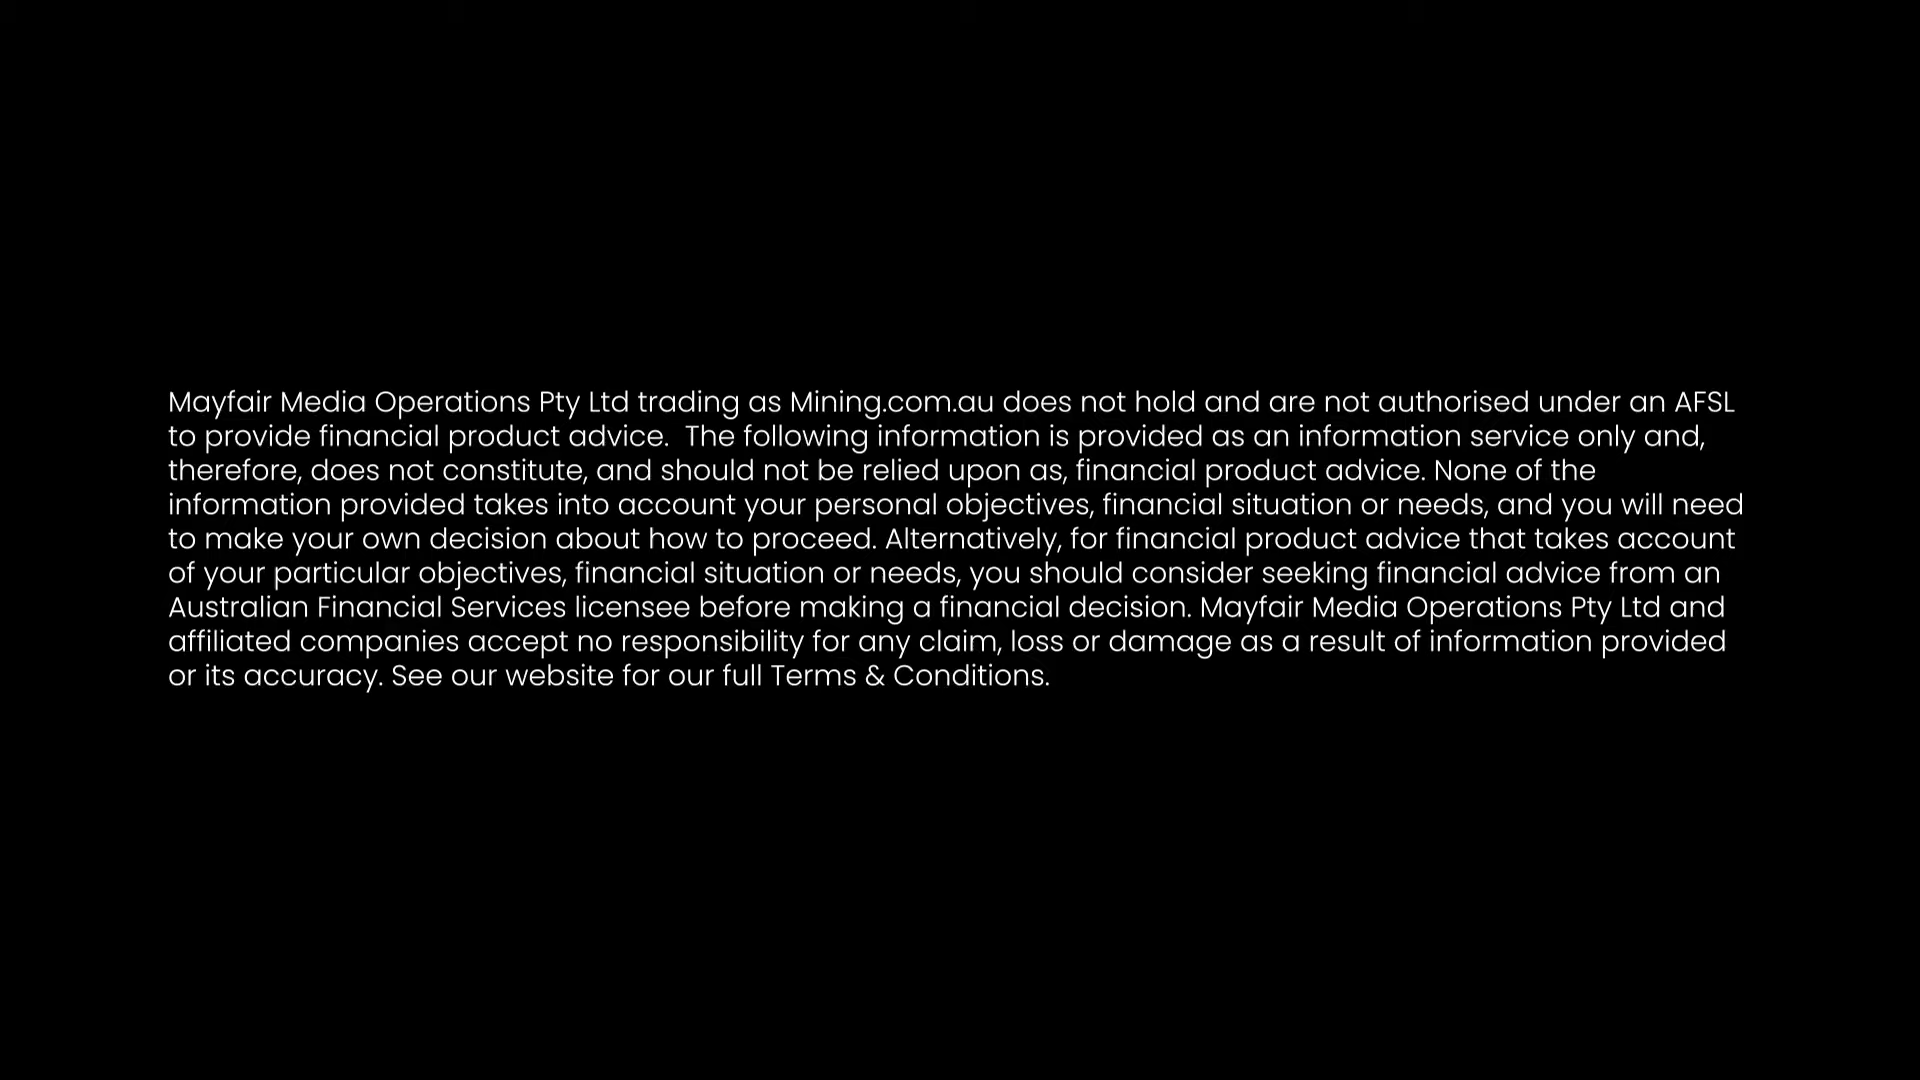 Mayfair Media Operations Pty Ltd trading as Mining.com.au does not hold and are not authorised under an AFSL
to provide financial product advice.  The following information is provided as an information service only and,
therefore, does not constitute, and should not be relied upon as, financial product advice. None of the
information provided takes into account your personal objectives, financial situation or needs, and you will need
to make your own decision about how to proceed. Alternatively, for financial product advice that takes account
of your particular objectives, financial situation or needs, you should consider seeking financial advice from an
Australian Financial Services licensee before making a financial decision. Mayfair Media Operations Pty Ltd and
affiliated companies accept no responsibility for any claim, loss or damage as a result of information provided
or its accuracy. See our website for our full Terms & Conditions.